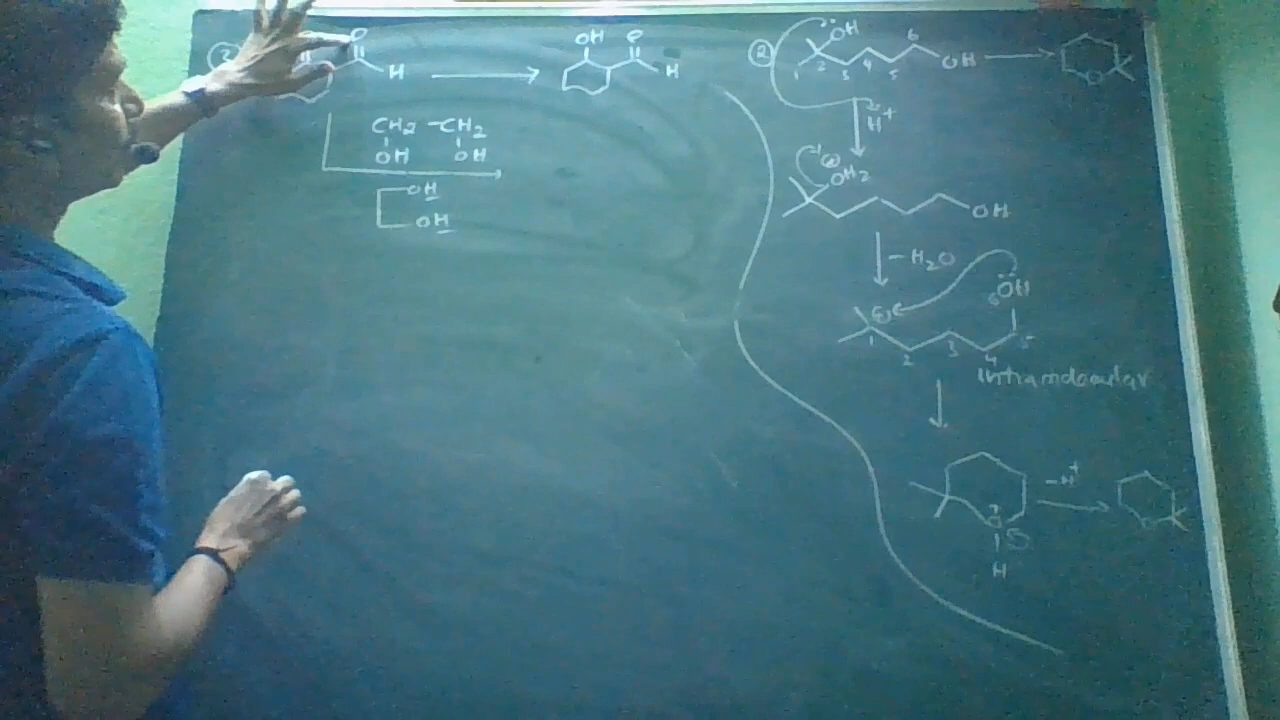 ② OH OH
1 2 3 4 5 6
O
H
OH O
H
CH2 - CH2
OH OH
OH
OH
H+
OH2
OH
- H2O
OH
1 2 3 4 5 6
Intramolecular
- H+
O
H
O